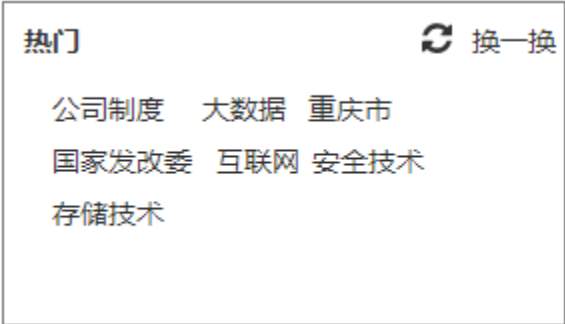 热门 换一换
公司制度 大数据 重庆市
国家发改委 互联网 安全技术
存储技术